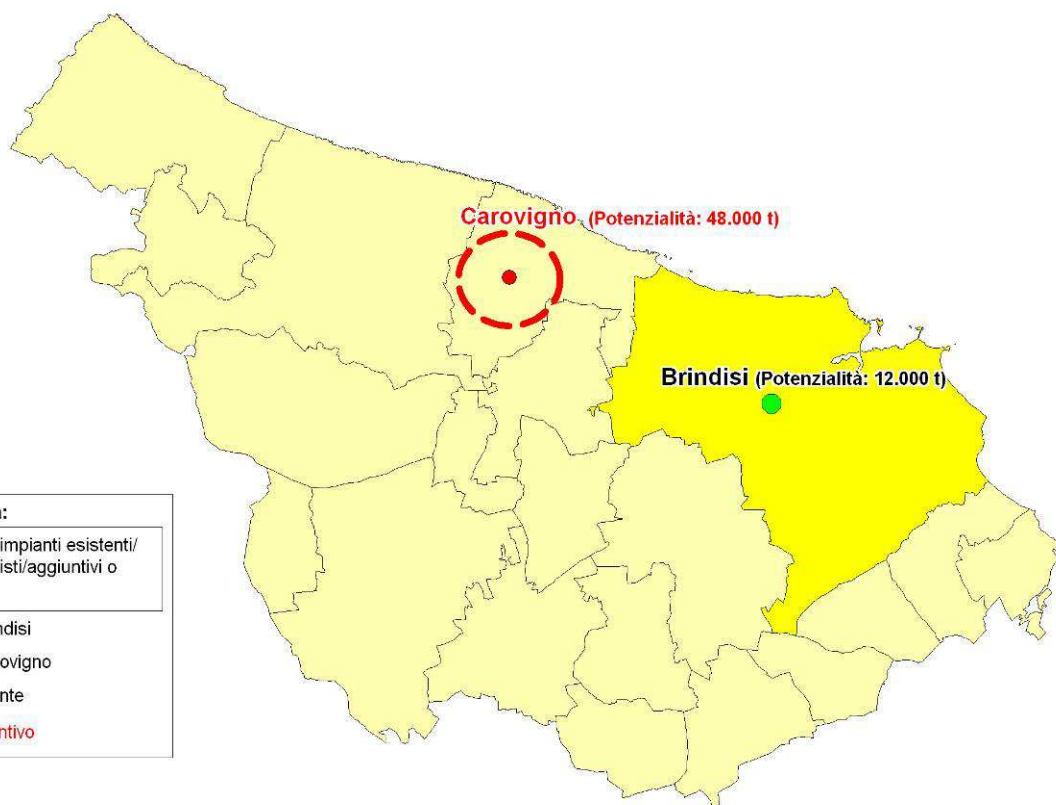 Carovigno (Potenzialità: 48.000 t)
Brindisi (Potenzialità: 12.000 t)
impianti esistenti/
isti/aggiuntivi o
ndisi
ovigno
nte
ntivo